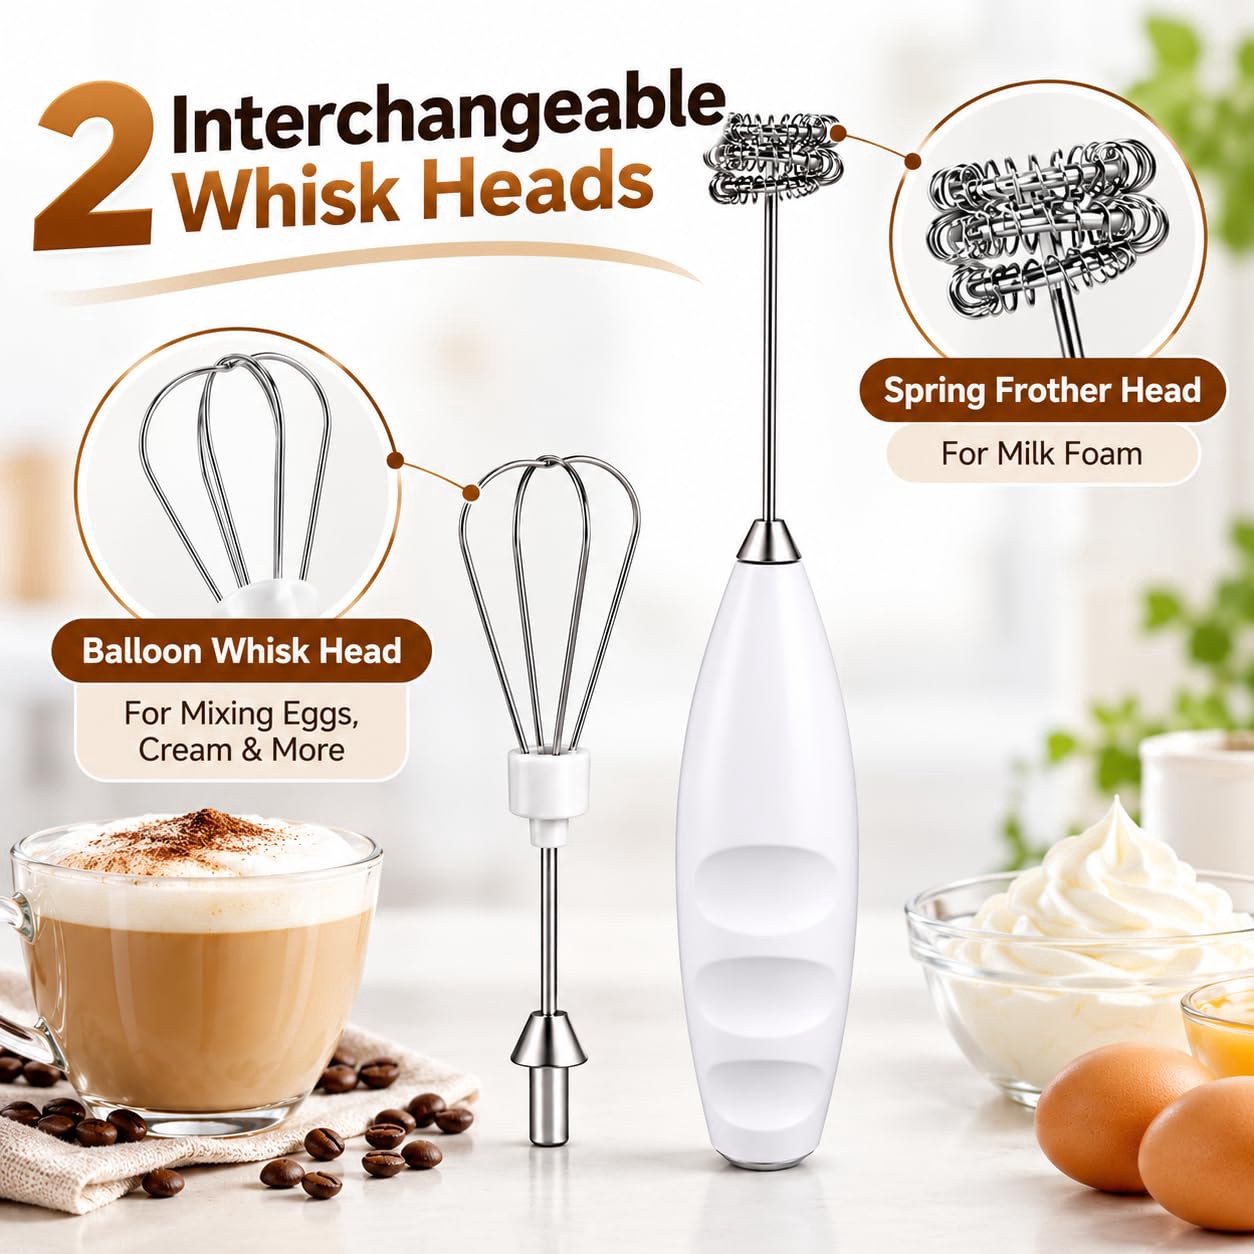 2 Interchangeable
Whisk Heads
Spring Frother Head
For Milk Foam
Balloon Whisk Head
For Mixing Eggs,
Cream & More